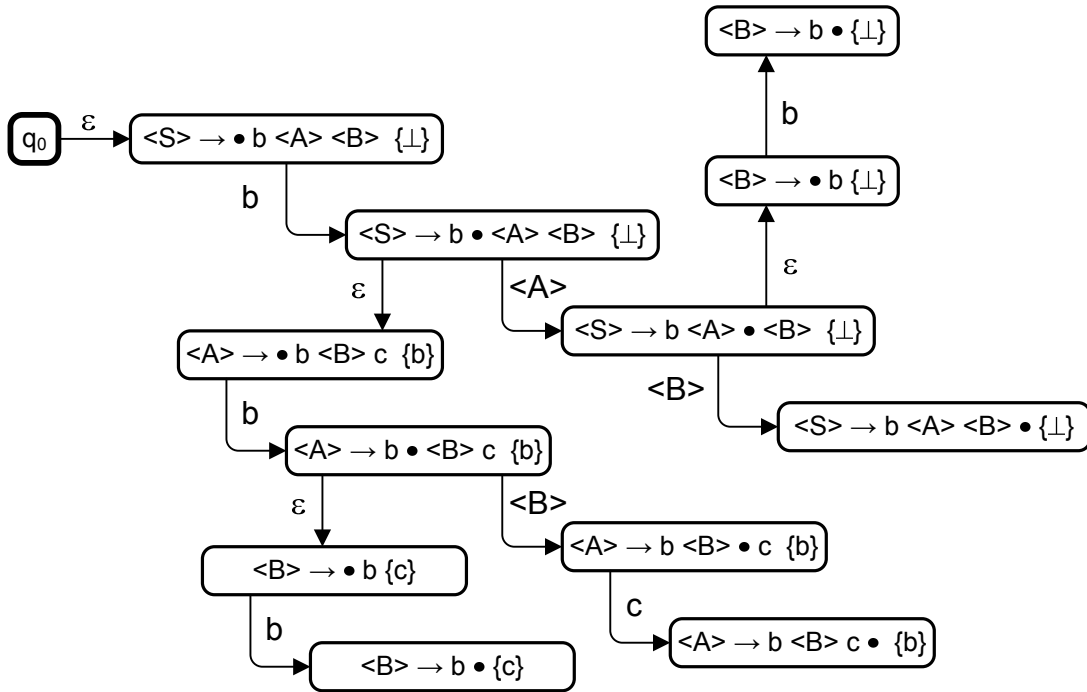 <B> → b • {⊥}
b
q₀ ε <S> → • b <A> <B> {⊥}
<B> → • b {⊥}
b
<S> → b • <A> <B> {⊥}
ε
ε <A>
<S> → b <A> • <B> {⊥}
<A> → • b <B> c {b}
<B>
b
<S> → b <A> <B> • {⊥}
<A> → b • <B> c {b}
ε <B>
<A> → b <B> • c {b}
<B> → • b {c}
c
b
<A> → b <B> c • {b}
<B> → b • {c}